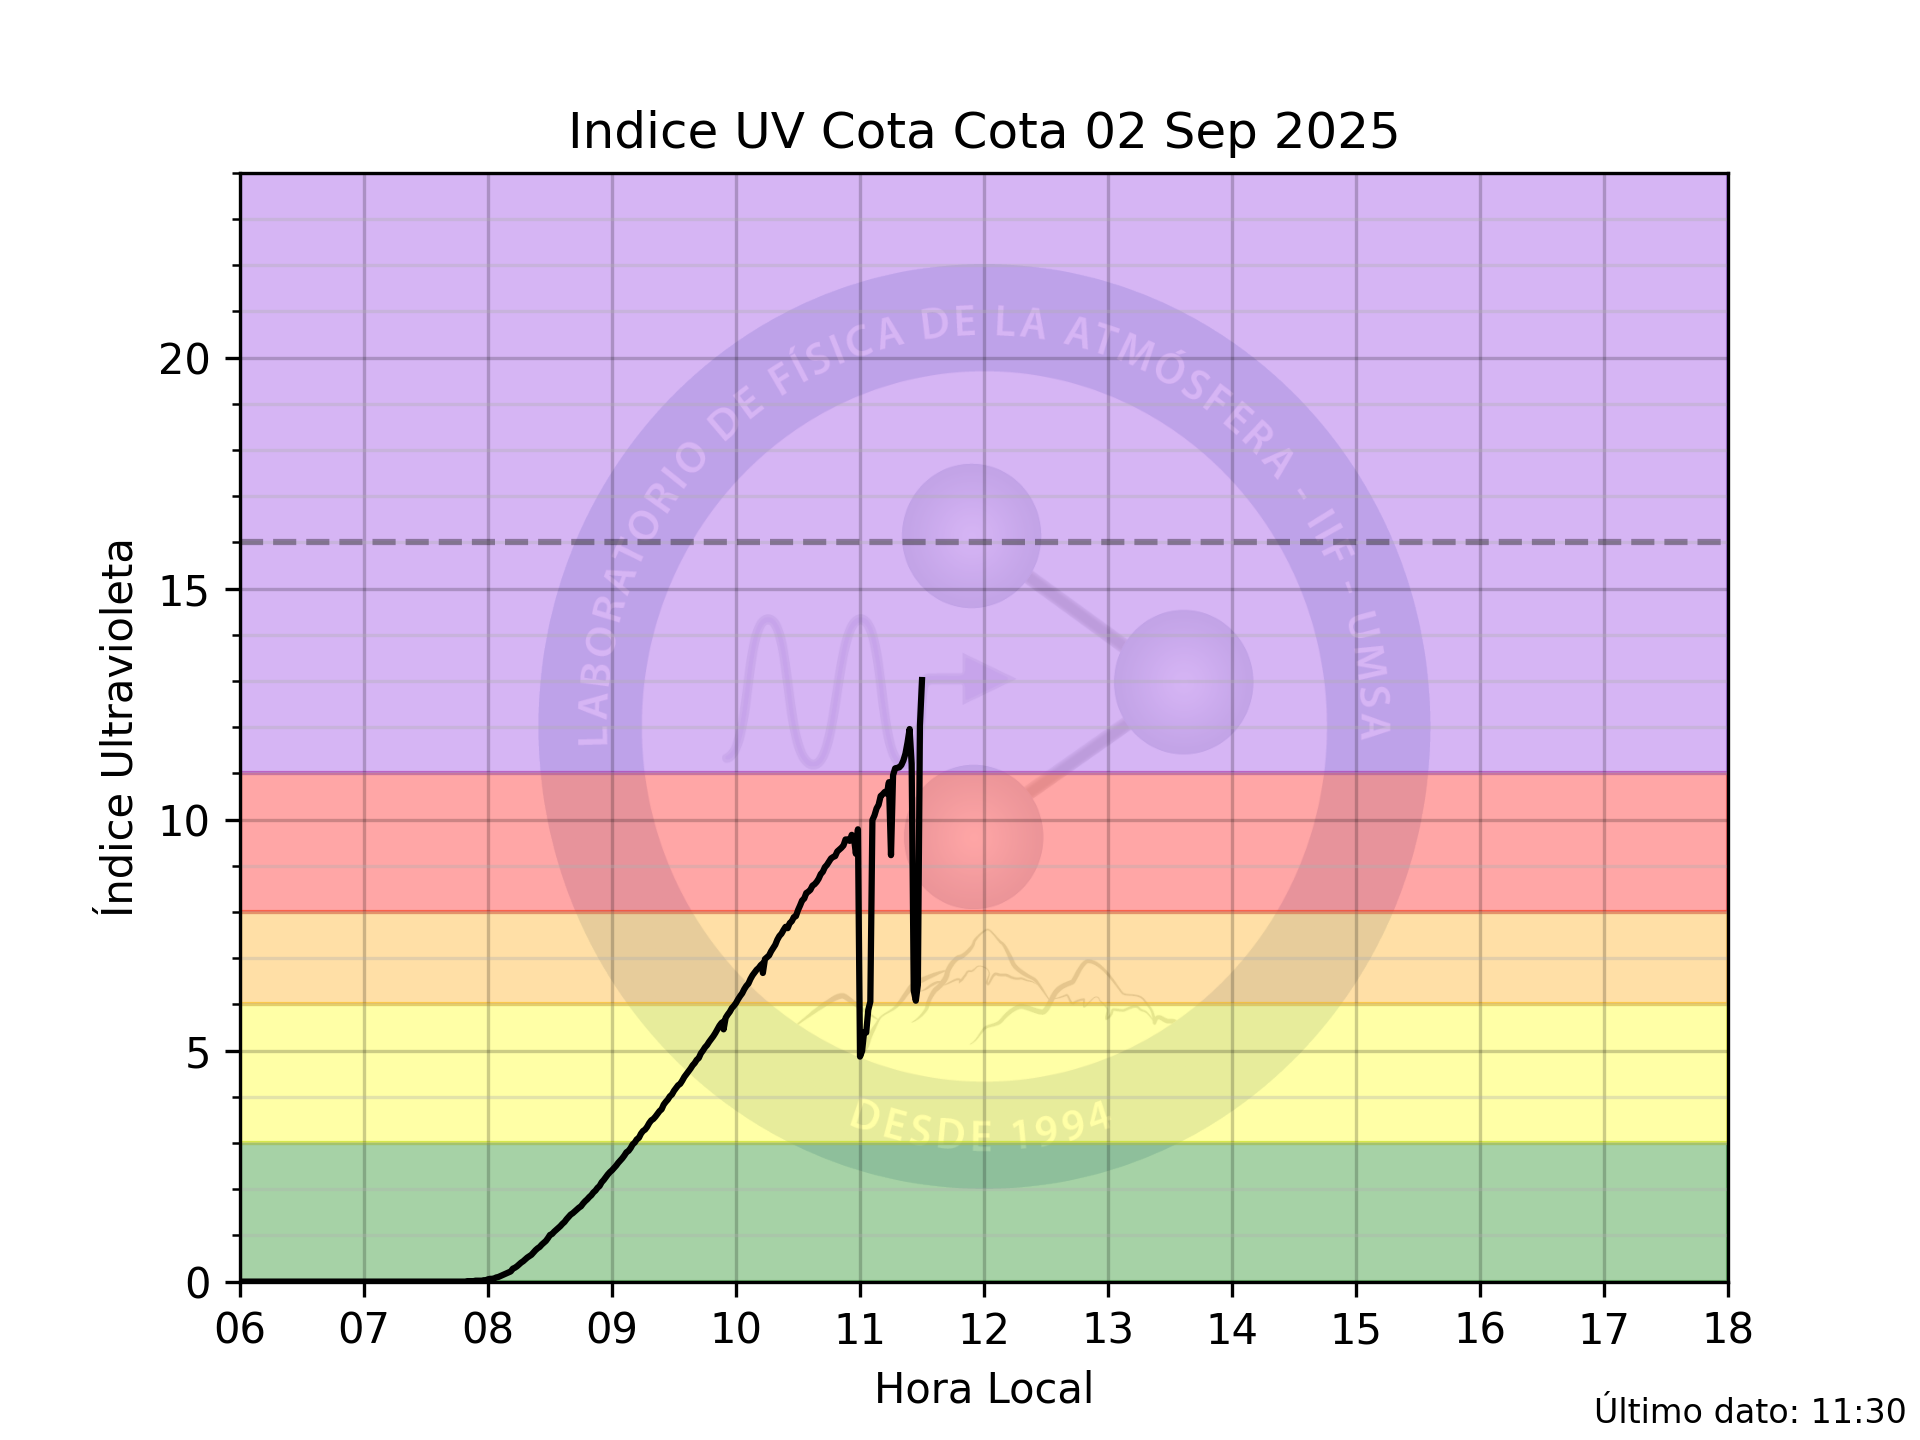 Indice UV Cota Cota 02 Sep 2025
LABORATORIO DE FÍSICA DE LA ATMÓSFERA - IIF - UMSA
DESDE 1994
Índice Ultravioleta
20
15
10
5
0
06 07 08 09 10 11 12 13 14 15 16 17 18
Hora Local
Último dato: 11:30